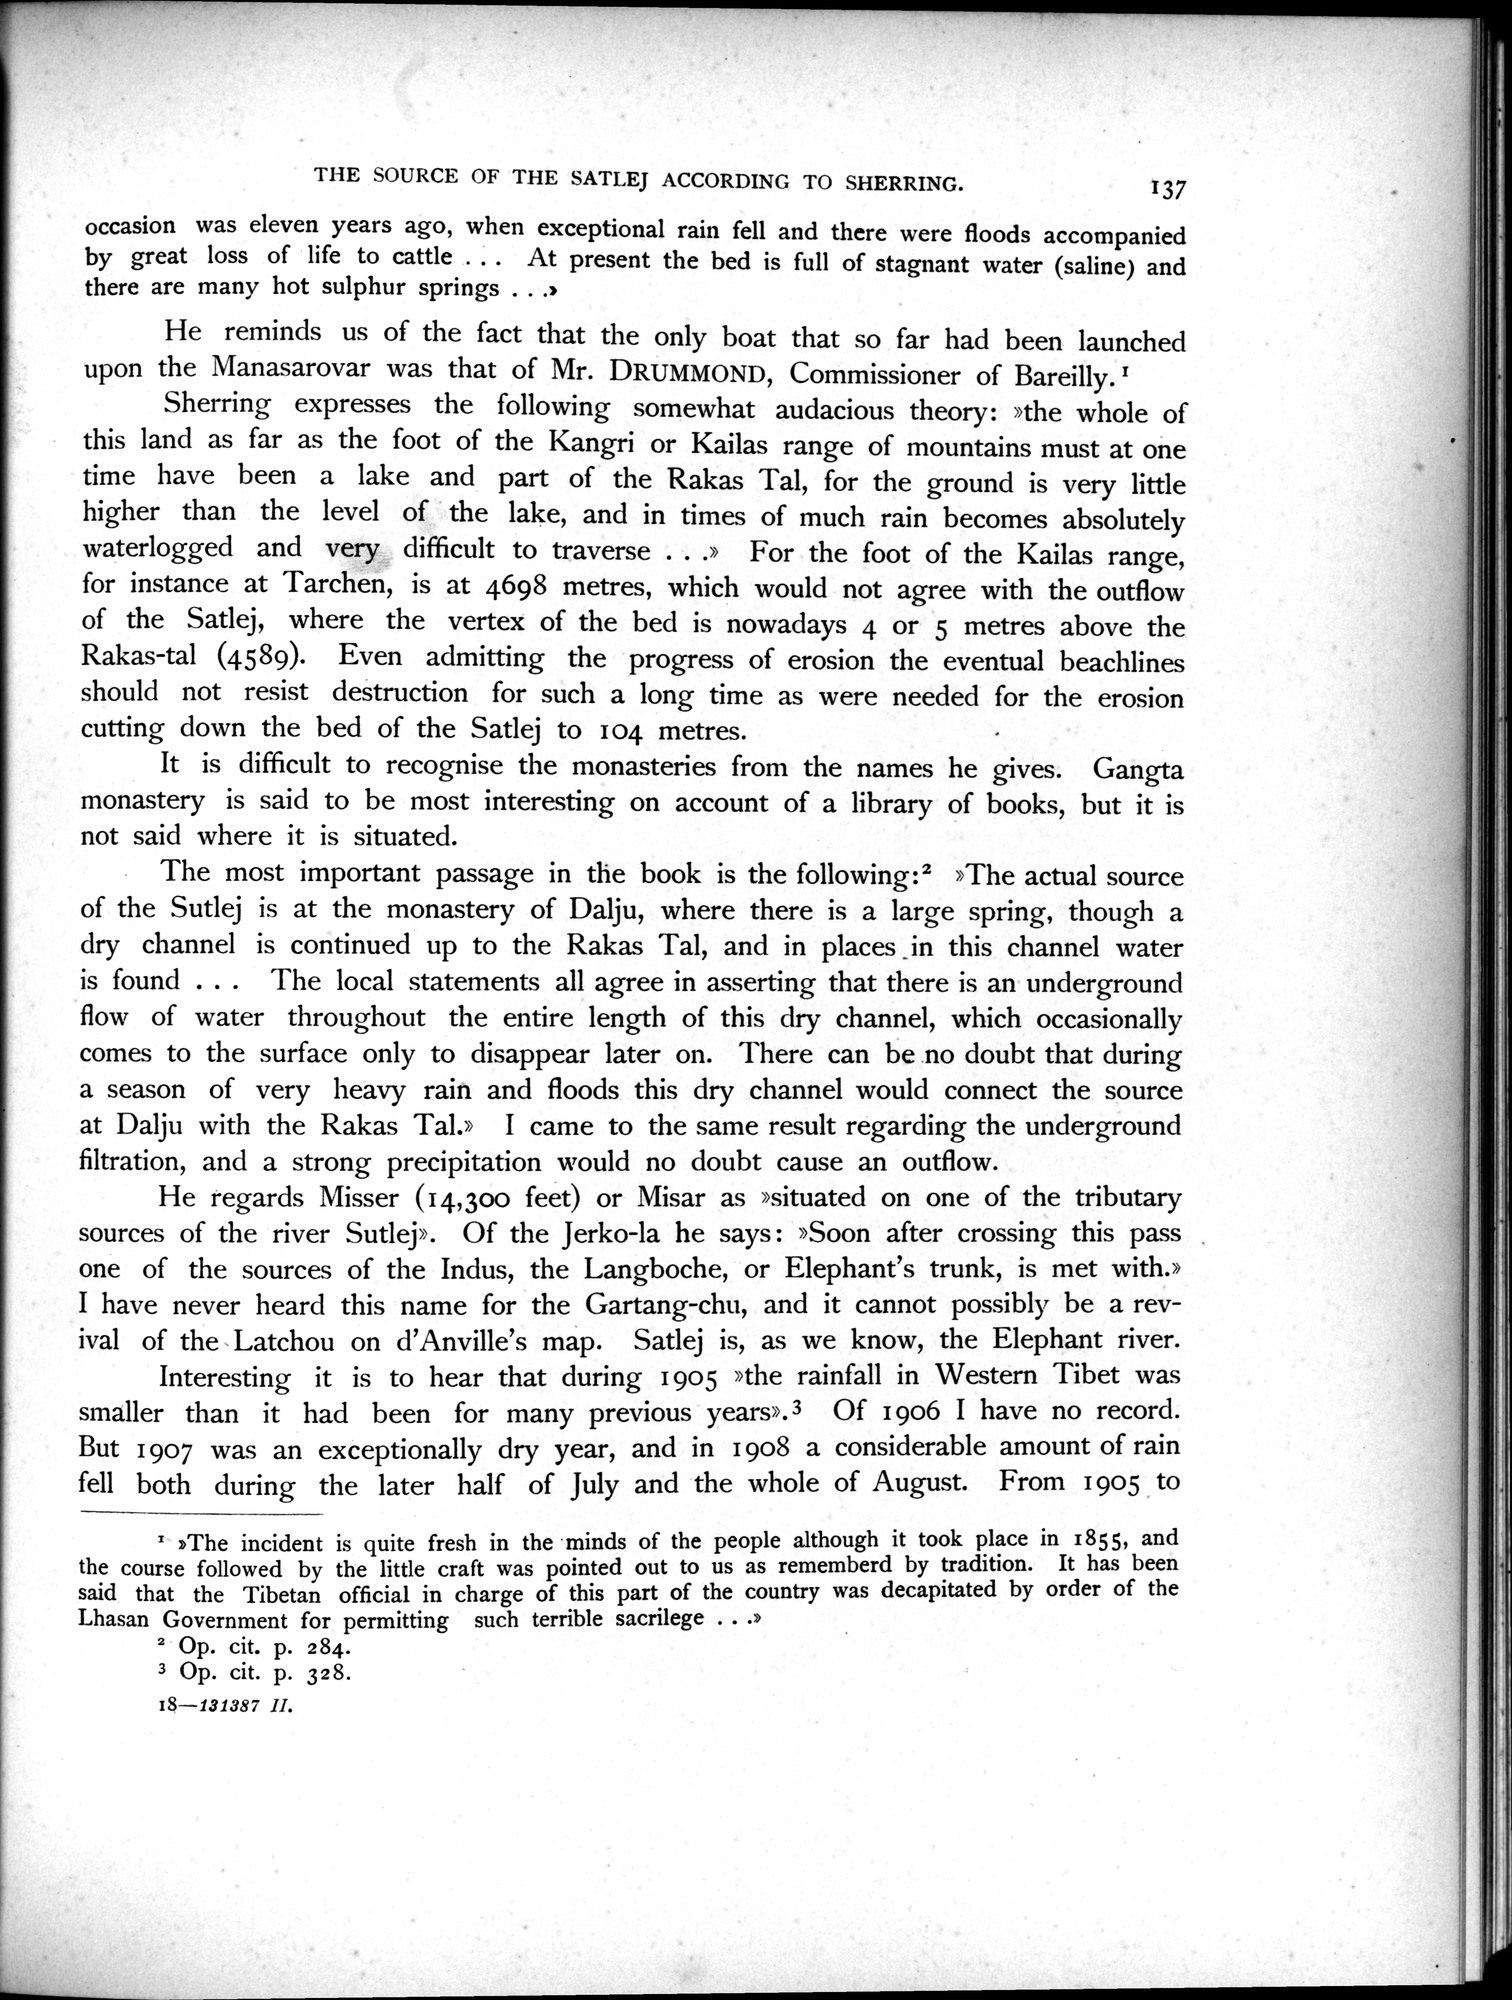 THE SOURCE OF THE SATLEJ ACCORDING TO SHERRING. 137
occasion was eleven years ago, when exceptional rain fell and there were floods accompanied
by great loss of life to cattle . . . At present the bed is full of stagnant water (saline) and
there are many hot sulphur springs . . .»
He reminds us of the fact that the only boat that so far had been launched
upon the Manasarovar was that of Mr. DRUMMOND, Commissioner of Bareilly.¹
Sherring expresses the following somewhat audacious theory: »the whole of
this land as far as the foot of the Kangri or Kailas range of mountains must at one
time have been a lake and part of the Rakas Tal, for the ground is very little
higher than the level of the lake, and in times of much rain becomes absolutely
waterlogged and very difficult to traverse . . .» For the foot of the Kailas range,
for instance at Tarchen, is at 4698 metres, which would not agree with the outflow
of the Satlej, where the vertex of the bed is nowadays 4 or 5 metres above the
Rakas-tal (4589). Even admitting the progress of erosion the eventual beachlines
should not resist destruction for such a long time as were needed for the erosion
cutting down the bed of the Satlej to 104 metres.
It is difficult to recognise the monasteries from the names he gives. Gangta
monastery is said to be most interesting on account of a library of books, but it is
not said where it is situated.
The most important passage in the book is the following:² »The actual source
of the Sutlej is at the monastery of Dalju, where there is a large spring, though a
dry channel is continued up to the Rakas Tal, and in places in this channel water
is found . . . The local statements all agree in asserting that there is an underground
flow of water throughout the entire length of this dry channel, which occasionally
comes to the surface only to disappear later on. There can be no doubt that during
a season of very heavy rain and floods this dry channel would connect the source
at Dalju with the Rakas Tal.» I came to the same result regarding the underground
filtration, and a strong precipitation would no doubt cause an outflow.
He regards Misser (14,300 feet) or Misar as »situated on one of the tributary
sources of the river Sutlej». Of the Jerko-la he says: »Soon after crossing this pass
one of the sources of the Indus, the Langboche, or Elephant's trunk, is met with.»
I have never heard this name for the Gartang-chu, and it cannot possibly be a rev-
ival of the Latchou on d'Anville's map. Satlej is, as we know, the Elephant river.
Interesting it is to hear that during 1905 »the rainfall in Western Tibet was
smaller than it had been for many previous years».³ Of 1906 I have no record.
But 1907 was an exceptionally dry year, and in 1908 a considerable amount of rain
fell both during the later half of July and the whole of August. From 1905 to
¹ »The incident is quite fresh in the minds of the people although it took place in 1855, and
the course followed by the little craft was pointed out to us as rememberd by tradition. It has been
said that the Tibetan official in charge of this part of the country was decapitated by order of the
Lhasan Government for permitting such terrible sacrilege . . .»
² Op. cit. p. 284.
³ Op. cit. p. 328.
18—131387 II.